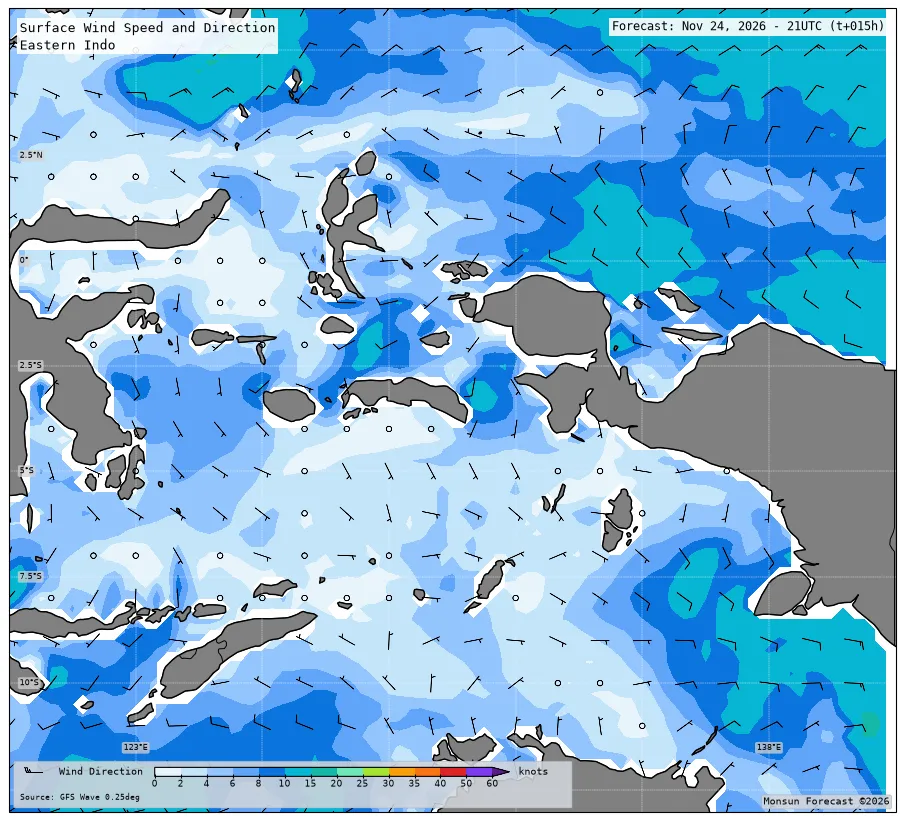 Surface Wind Speed and Direction
Eastern Indo
Forecast: Nov 24, 2026 - 21UTC (t+015h)
2.5°N
0°
2.5°S
5°S
7.5°S
10°S
123°E
138°E
Wind Direction
knots
0 2 4 6 8 10 15 20 25 30 35 40 50 60
Source: GFS Wave 0.25deg
Monsun Forecast ©2026